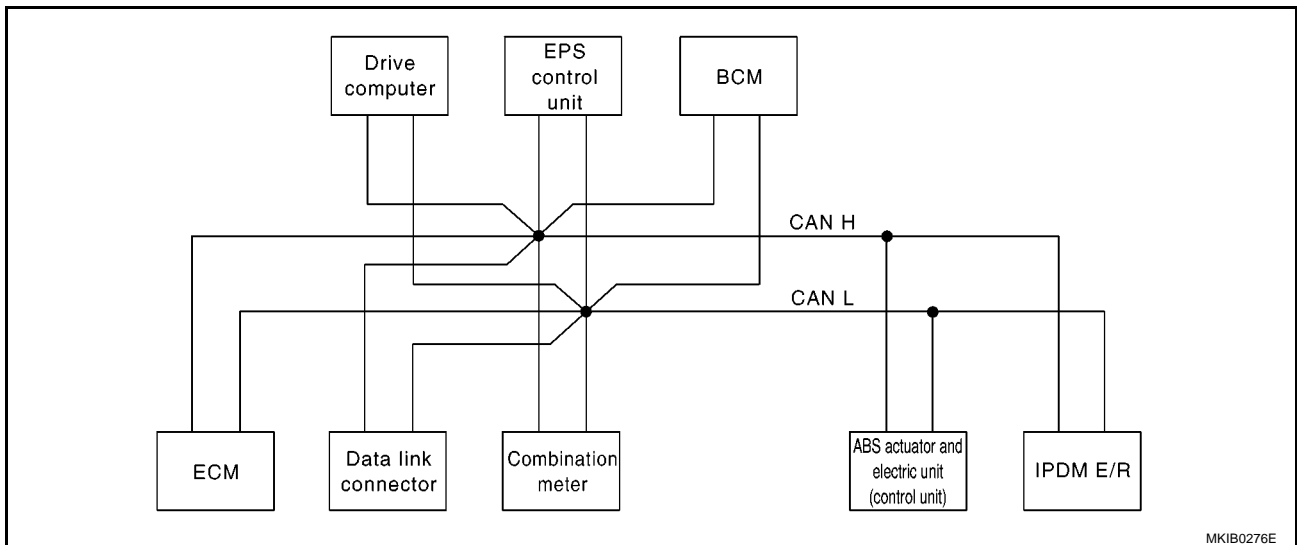 Drive
computer
EPS
control
unit
BCM
CAN H
CAN L
ECM
Data link
connector
Combination
meter
ABS actuator and
electric unit
(control unit)
IPDM E/R
MKIB0276E